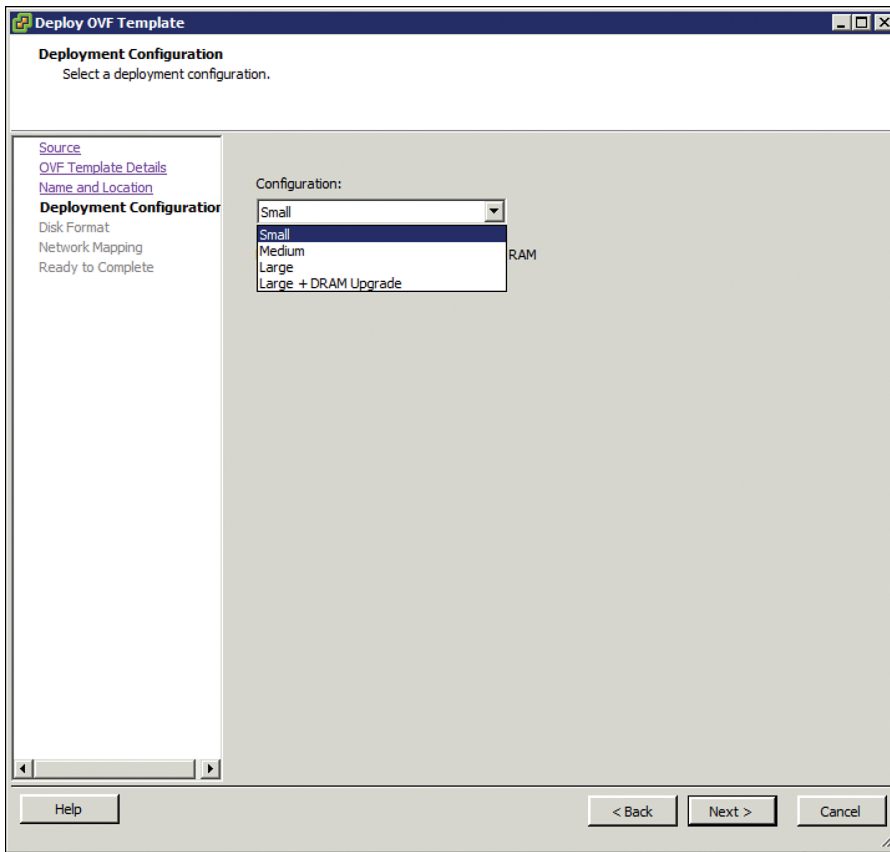 Deploy OVF Template
Deployment Configuration
Select a deployment configuration.
Source
OVF Template Details
Name and Location
Deployment Configuration
Disk Format
Network Mapping
Ready to Complete
Configuration:
Small
Small
Medium
RAM
Large
Large + DRAM Upgrade
Help
< Back
Next >
Cancel